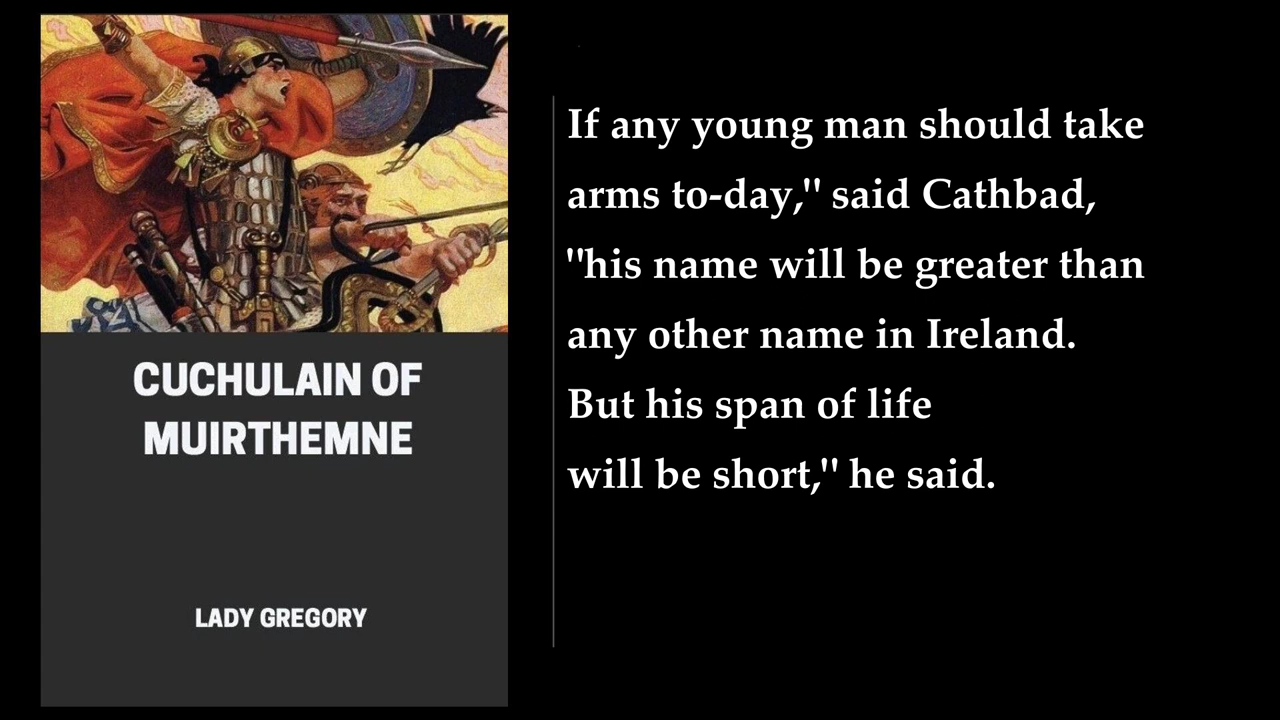 CUCHULAIN OF
MUIRTHEMNE
LADY GREGORY
If any young man should take
arms to-day," said Cathbad,
"his name will be greater than
any other name in Ireland.
But his span of life
will be short," he said.